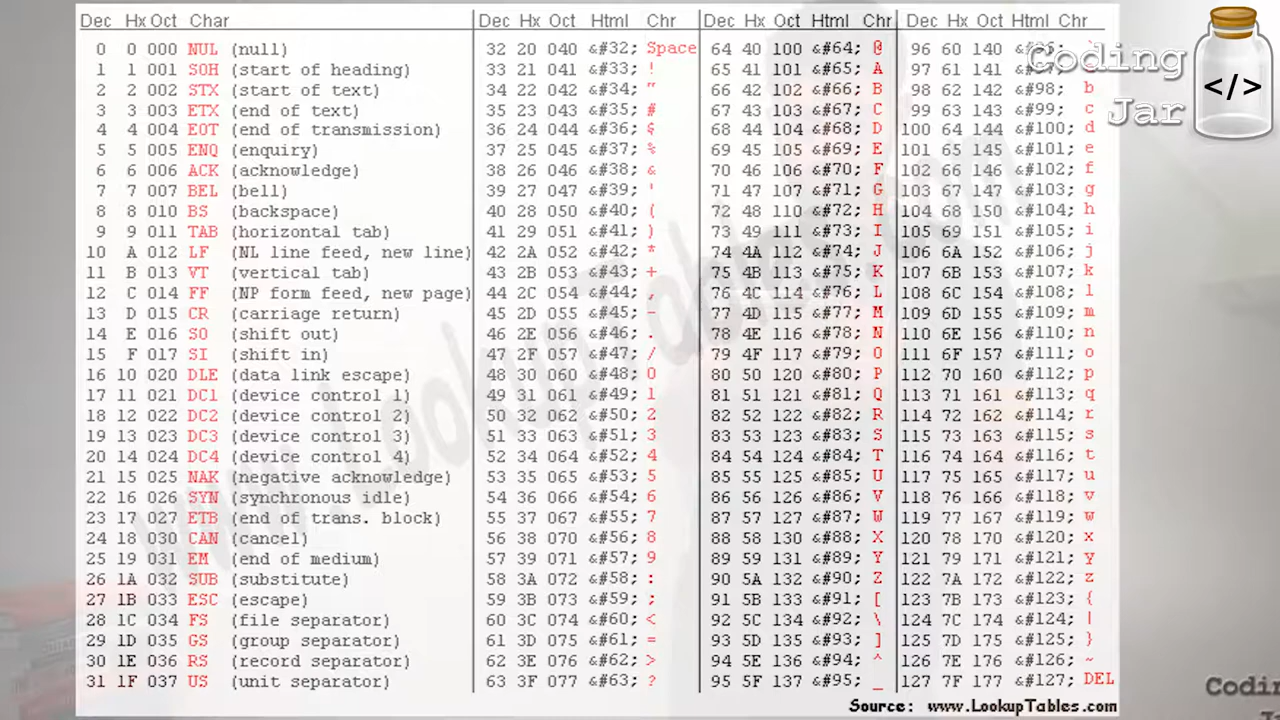 Dec Hx Oct Char Dec Hx Oct Html Chr Dec Hx Oct Html Chr Dec Hx Oct Html Chr
0 0 000 NUL (null) 32 20 040 &#32; Space 64 40 100 &#64; @ 96 60 140 `
1 1 001 SOH (start of heading) 33 21 041 &#33; ! 65 41 101 &#65; A 97 61 141
2 2 002 STX (start of text) 34 22 042 &#34; " 66 42 102 &#66; B 98 62 142 &#98; b
3 3 003 ETX (end of text) 35 23 043 &#35; # 67 43 103 &#67; C 99 63 143 &#99; c
4 4 004 EOT (end of transmission) 36 24 044 &#36; $ 68 44 104 &#68; D 100 64 144 &#100; d
5 5 005 ENQ (enquiry) 37 25 045 &#37; % 69 45 105 &#69; E 101 65 145 &#101; e
6 6 006 ACK (acknowledge) 38 26 046 &#38; & 70 46 106 &#70; F 102 66 146 &#102; f
7 7 007 BEL (bell) 39 27 047 &#39; ' 71 47 107 &#71; G 103 67 147 &#103; g
8 8 010 BS (backspace) 40 28 050 &#40; ( 72 48 110 &#72; H 104 68 150 &#104; h
9 9 011 TAB (horizontal tab) 41 29 051 &#41; ) 73 49 111 &#73; I 105 69 151 &#105; i
10 A 012 LF (NL line feed, new line) 42 2A 052 &#42; * 74 4A 112 &#74; J 106 6A 152 &#106; j
11 B 013 VT (vertical tab) 43 2B 053 &#43; + 75 4B 113 &#75; K 107 6B 153 &#107; k
12 C 014 FF (NP form feed, new page) 44 2C 054 &#44; , 76 4C 114 &#76; L 108 6C 154 &#108; l
13 D 015 CR (carriage return) 45 2D 055 &#45; - 77 4D 115 &#77; M 109 6D 155 &#109; m
14 E 016 SO (shift out) 46 2E 056 &#46; . 78 4E 116 &#78; N 110 6E 156 &#110; n
15 F 017 SI (shift in) 47 2F 057 &#47; / 79 4F 117 &#79; O 111 6F 157 &#111; o
16 10 020 DLE (data link escape) 48 30 060 &#48; 0 80 50 120 &#80; P 112 70 160 &#112; p
17 11 021 DC1 (device control 1) 49 31 061 &#49; 1 81 51 121 &#81; Q 113 71 161 &#113; q
18 12 022 DC2 (device control 2) 50 32 062 &#50; 2 82 52 122 &#82; R 114 72 162 &#114; r
19 13 023 DC3 (device control 3) 51 33 063 &#51; 3 83 53 123 &#83; S 115 73 163 &#115; s
20 14 024 DC4 (device control 4) 52 34 064 &#52; 4 84 54 124 &#84; T 116 74 164 &#116; t
21 15 025 NAK (negative acknowledge) 53 35 065 &#53; 5 85 55 125 &#85; U 117 75 165 &#117; u
22 16 026 SYN (synchronous idle) 54 36 066 &#54; 6 86 56 126 &#86; V 118 76 166 &#118; v
23 17 027 ETB (end of trans. block) 55 37 067 &#55; 7 87 57 127 &#87; W 119 77 167 &#119; w
24 18 030 CAN (cancel) 56 38 070 &#56; 8 88 58 130 &#88; X 120 78 170 &#120; x
25 19 031 EM (end of medium) 57 39 071 &#57; 9 89 59 131 &#89; Y 121 79 171 &#121; y
26 1A 032 SUB (substitute) 58 3A 072 &#58; : 90 5A 132 &#90; Z 122 7A 172 &#122; z
27 1B 033 ESC (escape) 59 3B 073 &#59; ; 91 5B 133 &#91; [ 123 7B 173 &#123; {
28 1C 034 FS (file separator) 60 3C 074 &#60; < 92 5C 134 &#92; \ 124 7C 174 &#124; |
29 1D 035 GS (group separator) 61 3D 075 &#61; = 93 5D 135 &#93; ] 125 7D 175 &#125; }
30 1E 036 RS (record separator) 62 3E 076 &#62; > 94 5E 136 &#94; ^ 126 7E 176 &#126; ~
31 1F 037 US (unit separator) 63 3F 077 &#63; ? 95 5F 137 &#95; _ 127 7F 177 &#127; DEL
Source: www.LookupTables.com
www.LookupTables.com
Coding
Jar
</>